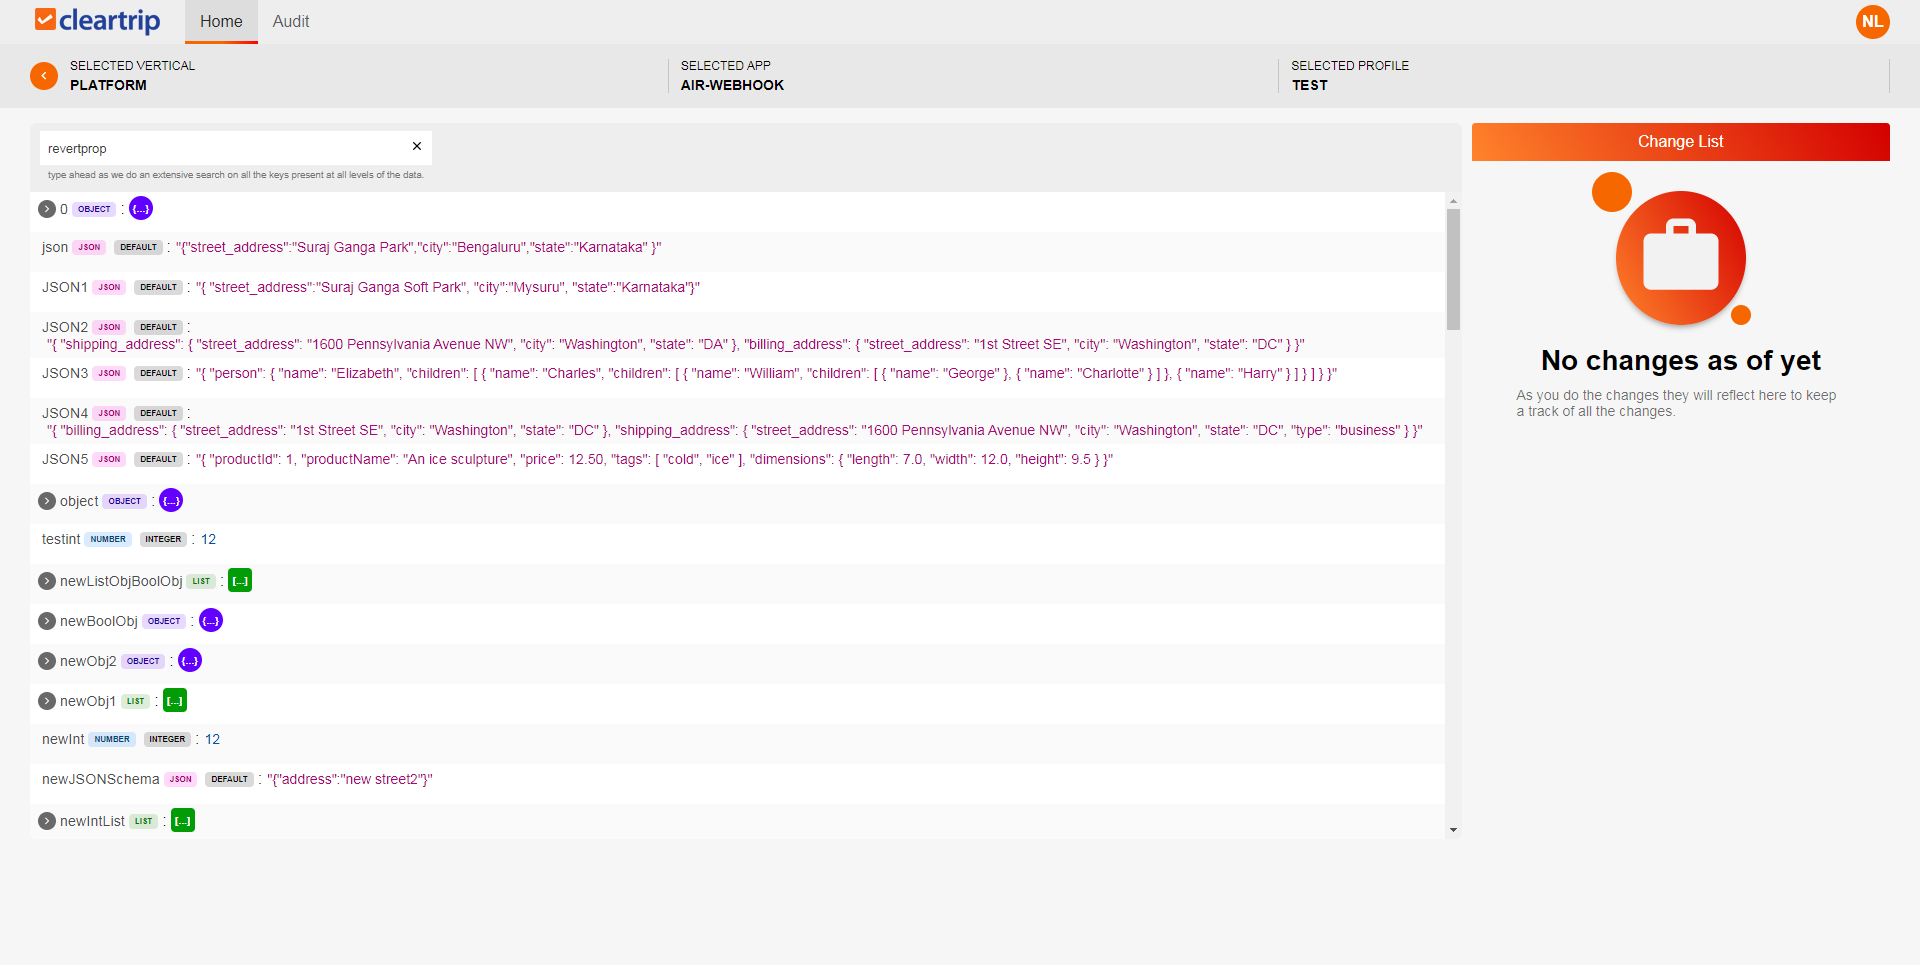 cleartrip
Home
Audit
NL
SELECTED VERTICAL
PLATFORM
SELECTED APP
AIR-WEBHOOK
SELECTED PROFILE
TEST
revertprop
type ahead as we do an extensive search on all the keys present at all levels of the data.
0 OBJECT : {...}
json JSON DEFAULT : "{"street_address":"Suraj Ganga Park","city":"Bengaluru","state":"Karnataka" }"
JSON1 JSON DEFAULT : "{ "street_address":"Suraj Ganga Soft Park", "city":"Mysuru", "state":"Karnataka"}"
JSON2 JSON DEFAULT :
"{ "shipping_address": { "street_address": "1600 Pennsylvania Avenue NW", "city": "Washington", "state": "DA" }, "billing_address": { "street_address": "1st Street SE", "city": "Washington", "state": "DC" } }"
JSON3 JSON DEFAULT : "{ "person": { "name": "Elizabeth", "children": [ { "name": "Charles", "children": [ { "name": "William", "children": [ { "name": "George" }, { "name": "Charlotte" } ] }, { "name": "Harry" } ] } ] } }"
JSON4 JSON DEFAULT :
"{ "billing_address": { "street_address": "1st Street SE", "city": "Washington", "state": "DC" }, "shipping_address": { "street_address": "1600 Pennsylvania Avenue NW", "city": "Washington", "state": "DC", "type": "business" } }"
JSON5 JSON DEFAULT : "{ "productId": 1, "productName": "An ice sculpture", "price": 12.50, "tags": [ "cold", "ice" ], "dimensions": { "length": 7.0, "width": 12.0, "height": 9.5 } }"
object OBJECT : {...}
testint NUMBER INTEGER : 12
newListObjBoolObj LIST : [...]
newBoolObj OBJECT : {...}
newObj2 OBJECT : {...}
newObj1 LIST : [...]
newInt NUMBER INTEGER : 12
newJSONSchema JSON DEFAULT : "{"address":"new street2"}"
newIntList LIST : [...]
Change List
No changes as of yet
As you do the changes they will reflect here to keep
a track of all the changes.